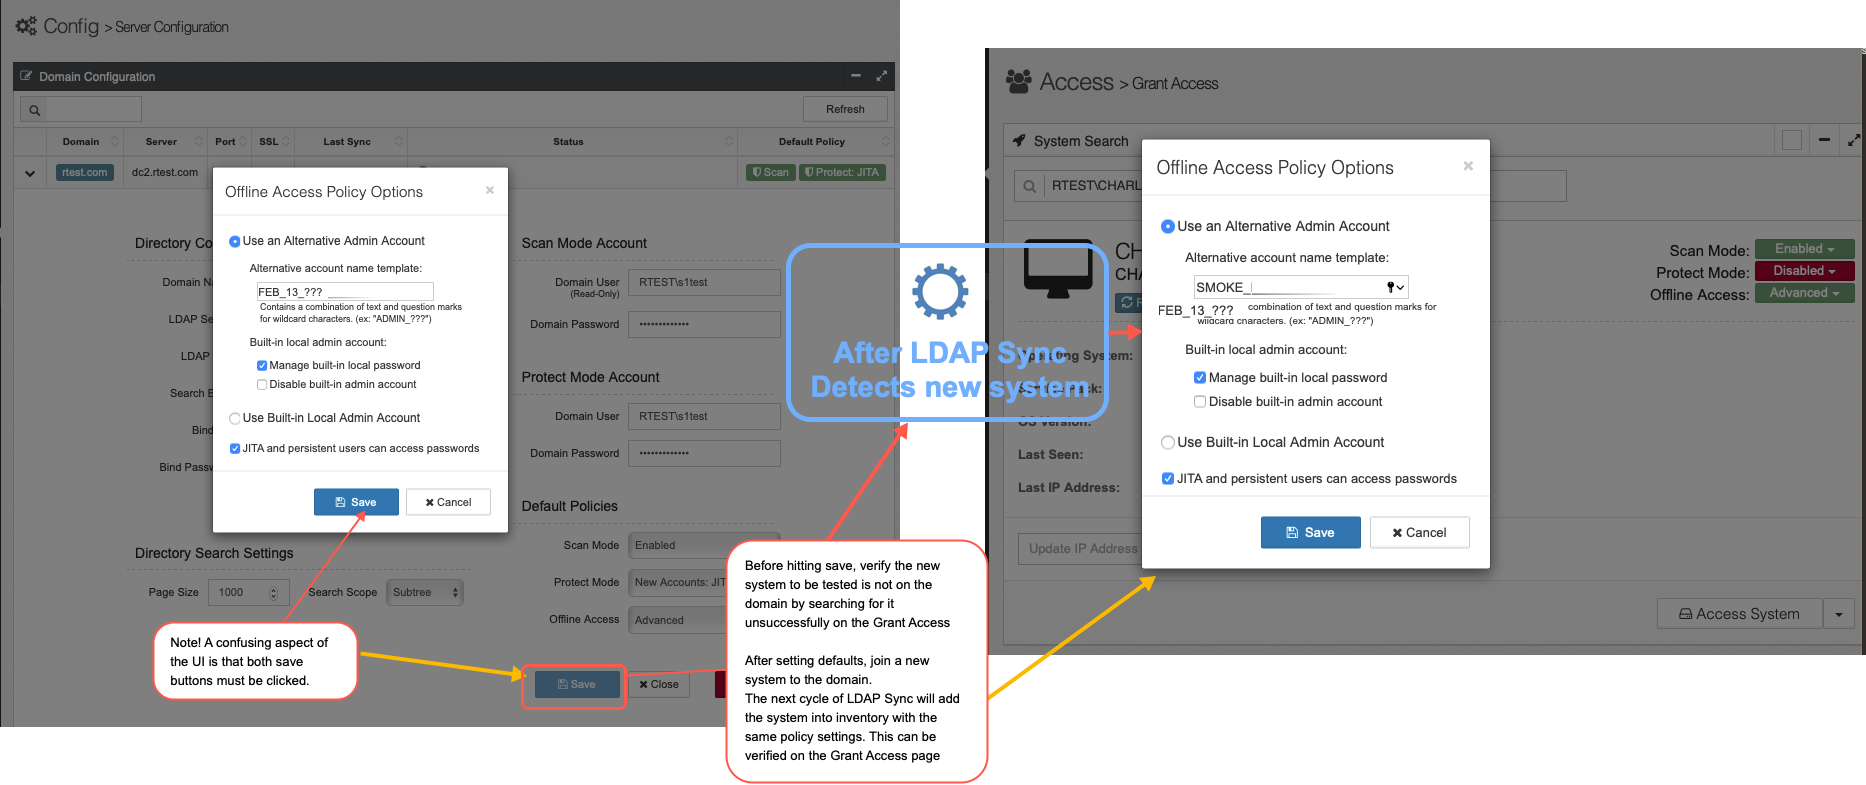 Config > Server Configuration
Domain Configuration
Refresh
Domain Server Port SSL Last Sync Status Default Policy
rtest.com dc2.rtest.com Scan Protect: JITA
Offline Access Policy Options
Use an Alternative Admin Account
Alternative account name template:
FEB_13_???
Contains a combination of text and question marks
for wildcard characters. (ex: "ADMIN_???")
Built-in local admin account:
Manage built-in local password
Disable built-in admin account
Use Built-in Local Admin Account
JITA and persistent users can access passwords
Save Cancel
Directory Co
Domain Na
LDAP Se
LDAP
Search B
Bind
Bind Passw
Directory Search Settings
Page Size 1000 Search Scope Subtree
Scan Mode Account
Domain User RTEST\s1test
(Read-Only)
Domain Password •••••••••••••
Protect Mode Account
Domain User RTEST\s1test
Domain Password •••••••••••••
Default Policies
Scan Mode Enabled
Protect Mode New Accounts: JIT
Offline Access Advanced
Save Close
Note! A confusing aspect of
the UI is that both save
buttons must be clicked.
After LDAP Sync
Detects new system
Before hitting save, verify the new
system to be tested is not on the
domain by searching for it
unsuccessfully on the Grant Access
After setting defaults, join a new
system to the domain.
The next cycle of LDAP Sync will add
the system into inventory with the
same policy settings. This can be
verified on the Grant Access page
Access > Grant Access
System Search
RTEST\CHARL
CH
CHA
R
Scan Mode: Enabled
Protect Mode: Disabled
Offline Access: Advanced
Operating System:
Service Pack:
OS Version:
Last Seen:
Last IP Address:
Update IP Address
Access System
Offline Access Policy Options
Use an Alternative Admin Account
Alternative account name template:
SMOKE_
FEB_13_??? combination of text and question marks for
wildcard characters. (ex: "ADMIN_???")
Built-in local admin account:
Manage built-in local password
Disable built-in admin account
Use Built-in Local Admin Account
JITA and persistent users can access passwords
Save Cancel